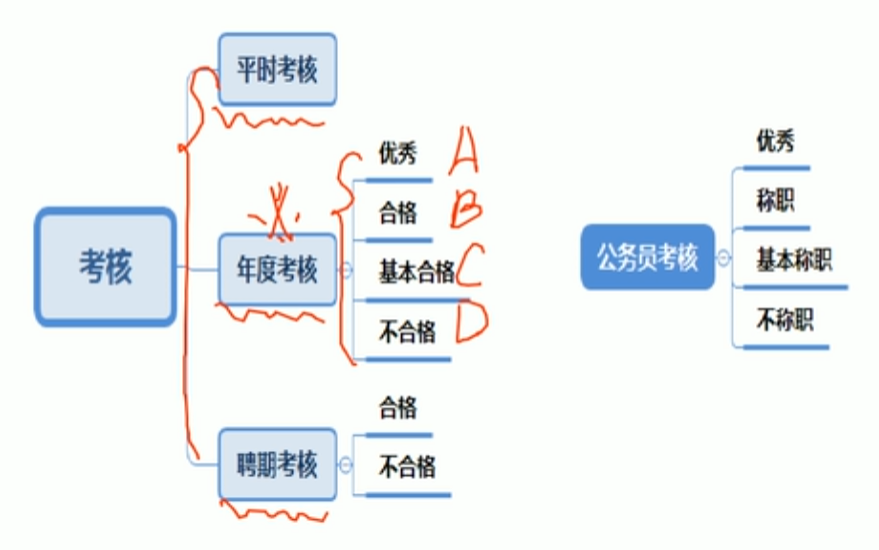 考核
平时考核
年度考核
优秀 A
合格 B
基本合格 C
不合格 D
聘期考核
合格
不合格
公务员考核
优秀
称职
基本称职
不称职